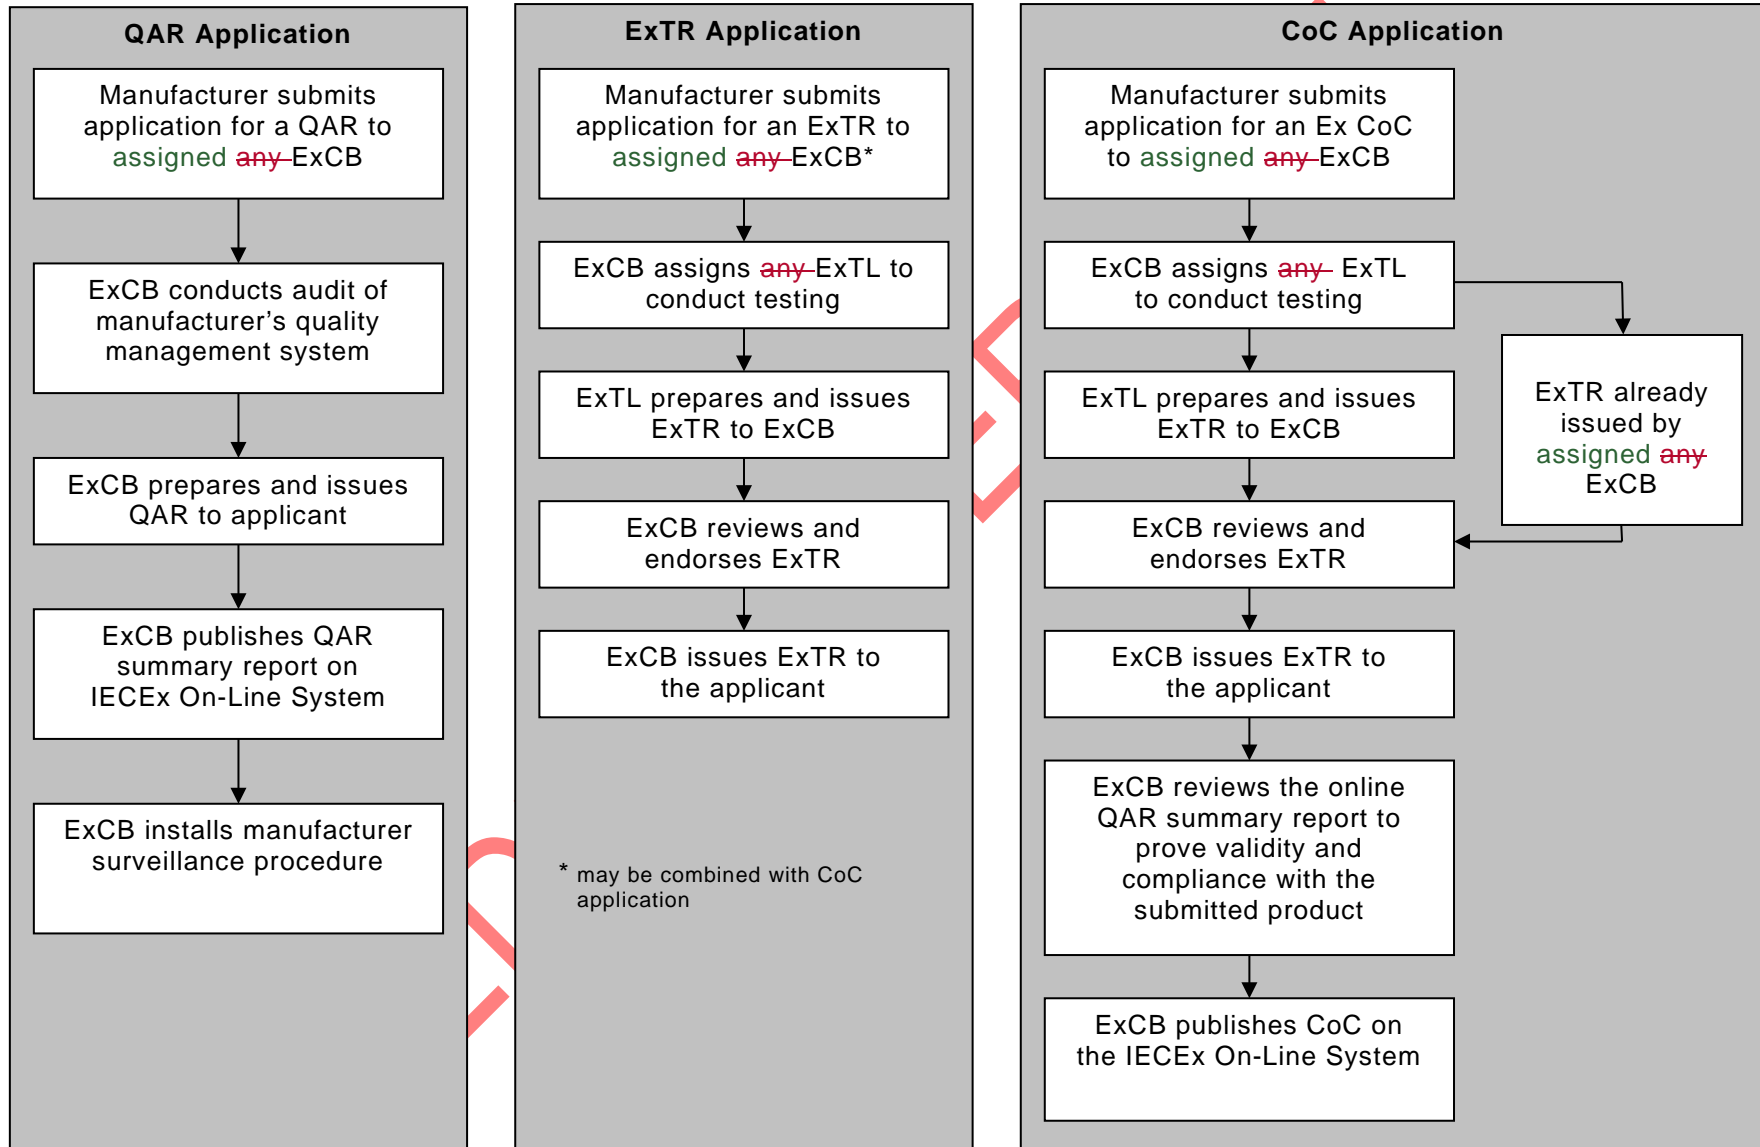 QAR Application
Manufacturer submits
application for a QAR to
assigned any ExCB
ExCB conducts audit of
manufacturer's quality
management system
ExCB prepares and issues
QAR to applicant
ExCB publishes QAR
summary report on
IECEx On-Line System
ExCB installs manufacturer
surveillance procedure
ExTR Application
Manufacturer submits
application for an ExTR to
assigned any ExCB*
ExCB assigns any ExTL to
conduct testing
ExTL prepares and issues
ExTR to ExCB
ExCB reviews and
endorses ExTR
ExCB issues ExTR to
the applicant
* may be combined with CoC
application
CoC Application
Manufacturer submits
application for an Ex CoC
to assigned any ExCB
ExCB assigns any ExTL
to conduct testing
ExTL prepares and issues
ExTR to ExCB
ExTR already
issued by
assigned any
ExCB
ExCB reviews and
endorses ExTR
ExCB issues ExTR to
the applicant
ExCB reviews the online
QAR summary report to
prove validity and
compliance with the
submitted product
ExCB publishes CoC on
the IECEx On-Line System